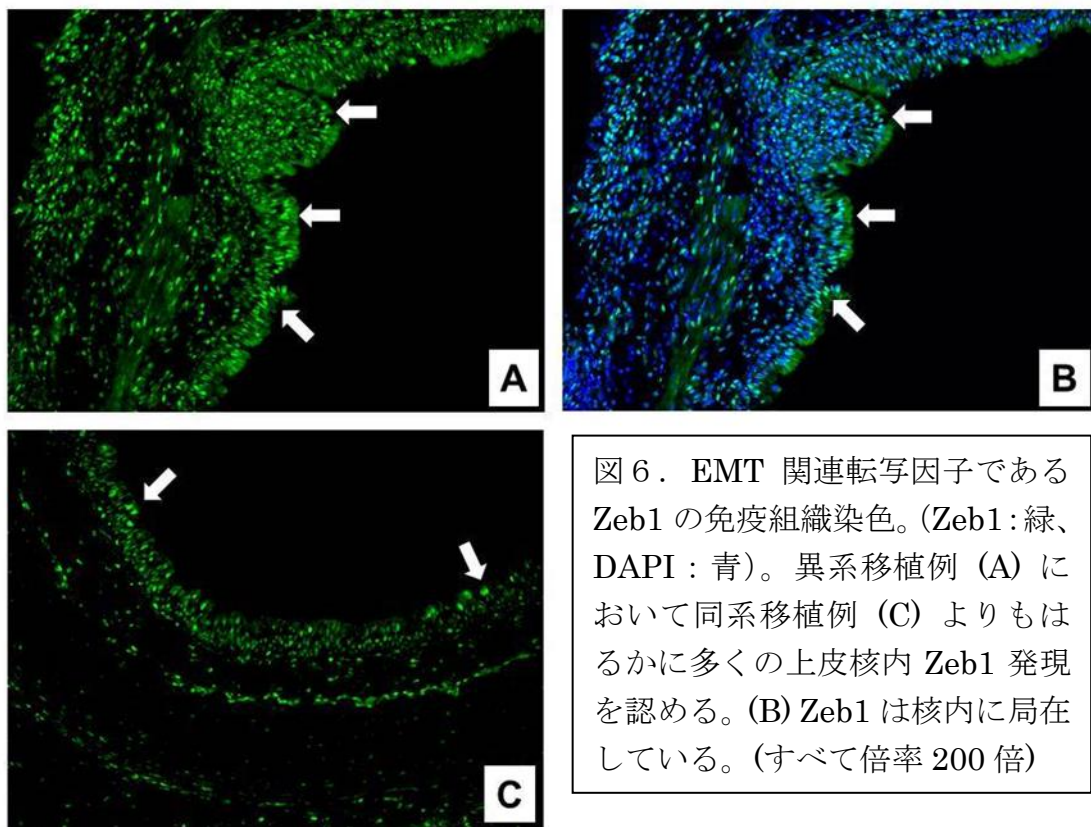 A
B
C
図６．EMT 関連転写因子である
Zeb1 の免疫組織染色。(Zeb1：緑、
DAPI：青）。異系移植例 (A) に
おいて同系移植例 (C) よりもは
るかに多くの上皮核内 Zeb1 発現
を認める。(B) Zeb1 は核内に局在
している。(すべて倍率 200 倍)